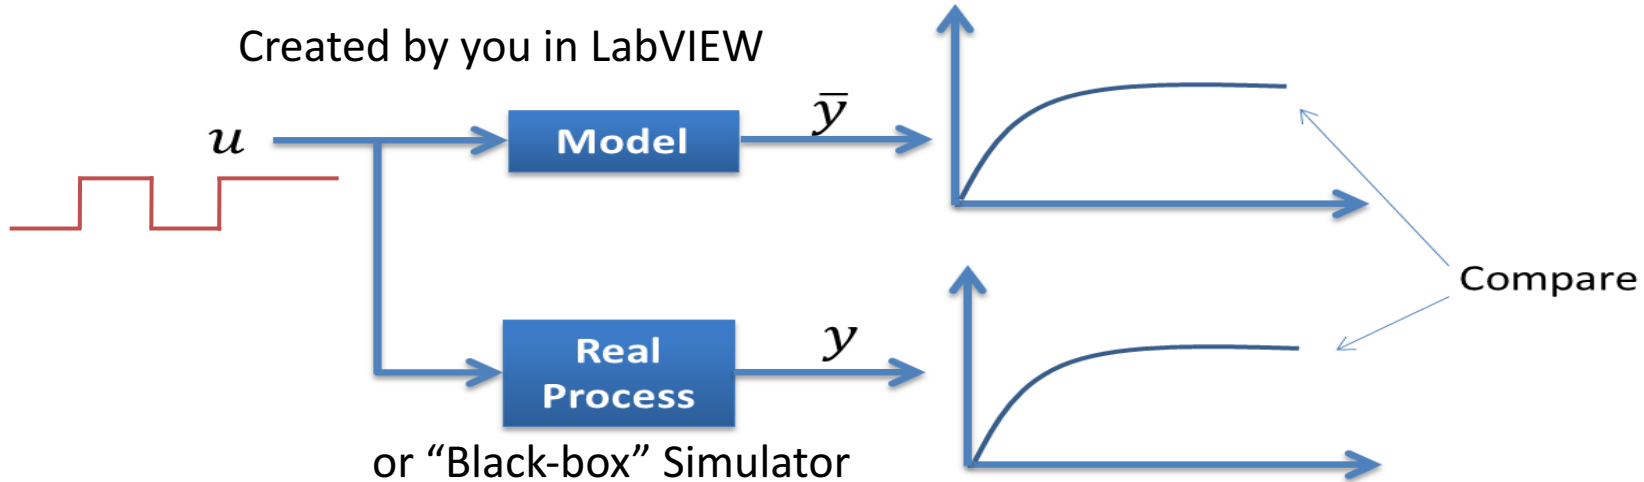 Created by you in LabVIEW
u
Model
y̅
Compare
Real
Process
y
or “Black-box” Simulator